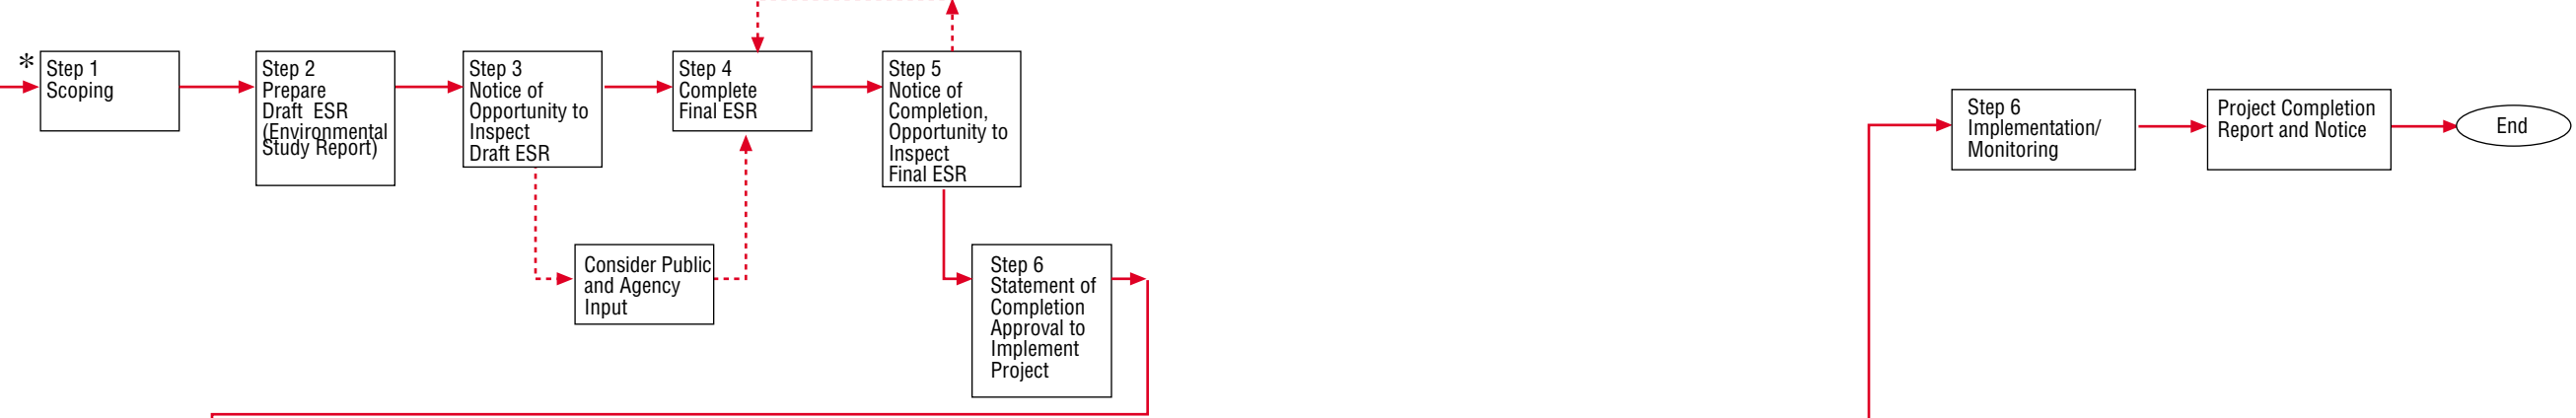 *
Step 1
Scoping
Step 2
Prepare
Draft ESR
(Environmental
Study Report)
Step 3
Notice of
Opportunity to
Inspect
Draft ESR
Step 4
Complete
Final ESR
Step 5
Notice of
Completion,
Opportunity to
Inspect
Final ESR
Consider Public
and Agency
Input
Step 6
Statement of
Completion
Approval to
Implement
Project
Step 6
Implementation/
Monitoring
Project Completion
Report and Notice
End